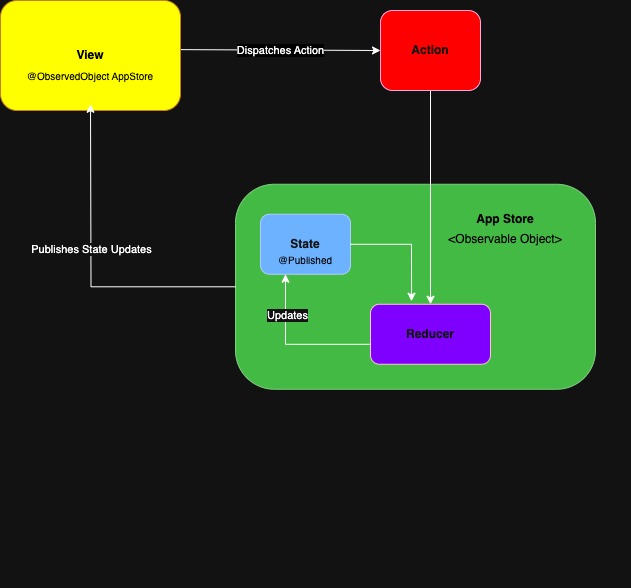 View
@ObservedObject AppStore
Dispatches Action
Action
Publishes State Updates
App Store
<Observable Object>
State
@Published
Updates
Reducer